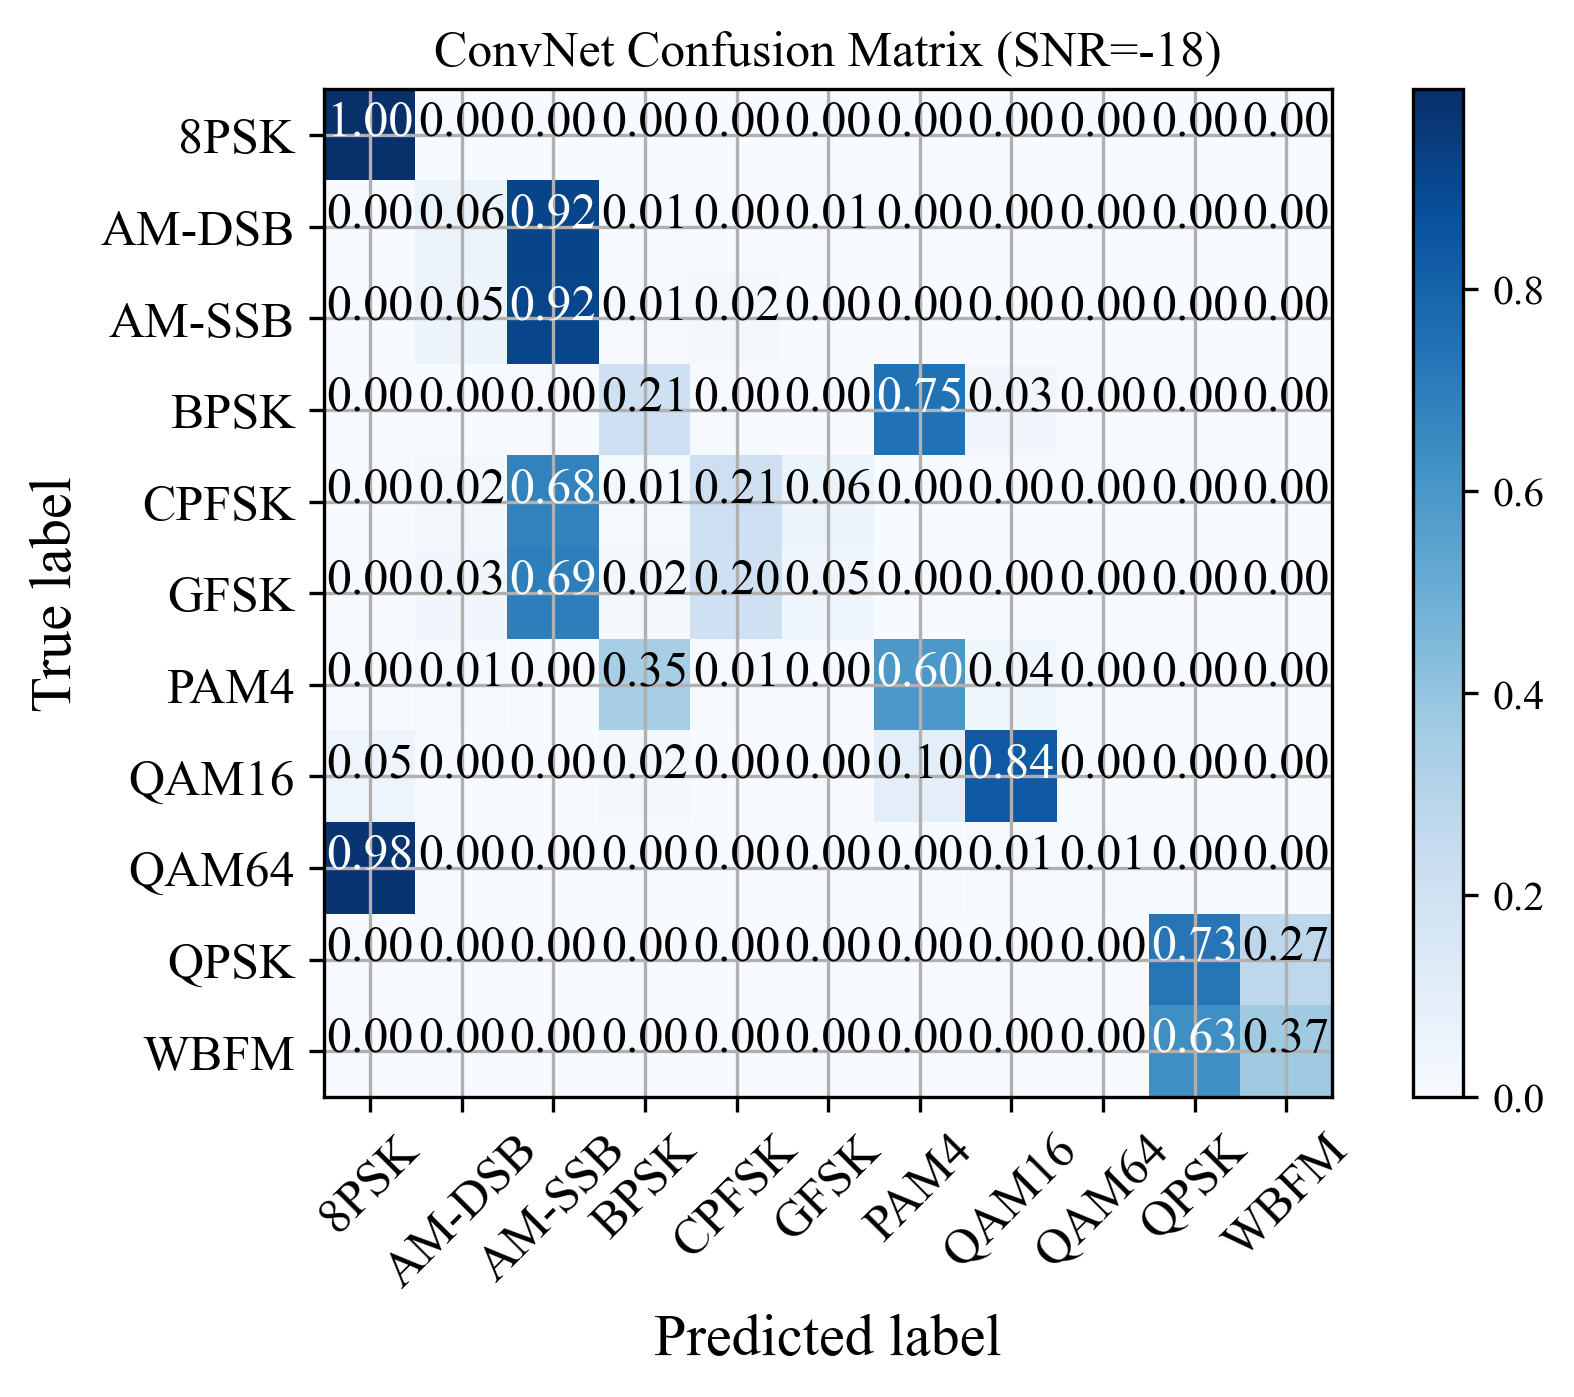 ConvNet Confusion Matrix (SNR=-18)
8PSK 1.00 0.00 0.00 0.00 0.00 0.00 0.00 0.00 0.00 0.00 0.00
AM-DSB 0.00 0.06 0.92 0.01 0.00 0.01 0.00 0.00 0.00 0.00 0.00
AM-SSB 0.00 0.05 0.92 0.01 0.02 0.00 0.00 0.00 0.00 0.00 0.00
BPSK 0.00 0.00 0.00 0.21 0.00 0.00 0.75 0.03 0.00 0.00 0.00
CPFSK 0.00 0.02 0.68 0.01 0.21 0.06 0.00 0.00 0.00 0.00 0.00
GFSK 0.00 0.03 0.69 0.02 0.20 0.05 0.00 0.00 0.00 0.00 0.00
PAM4 0.00 0.01 0.00 0.35 0.01 0.00 0.60 0.04 0.00 0.00 0.00
QAM16 0.05 0.00 0.00 0.02 0.00 0.00 0.10 0.84 0.00 0.00 0.00
QAM64 0.98 0.00 0.00 0.00 0.00 0.00 0.00 0.01 0.01 0.00 0.00
QPSK 0.00 0.00 0.00 0.00 0.00 0.00 0.00 0.00 0.00 0.73 0.27
WBFM 0.00 0.00 0.00 0.00 0.00 0.00 0.00 0.00 0.00 0.63 0.37
8PSK AM-DSB AM-SSB BPSK CPFSK GFSK PAM4 QAM16 QAM64 QPSK WBFM
Predicted label
True label
0.8
0.6
0.4
0.2
0.0